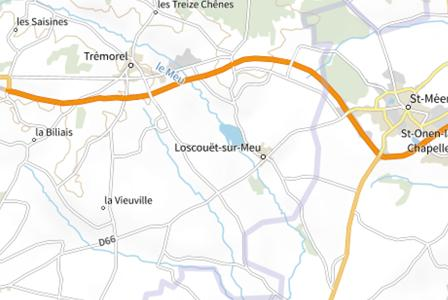 les Treize Chênes
les Saisines
Trémorel
le Meu
St-Méen
la Biliais
St-Onen-l
Chapelle
Loscouët-sur-Meu
la Vieuville
D66